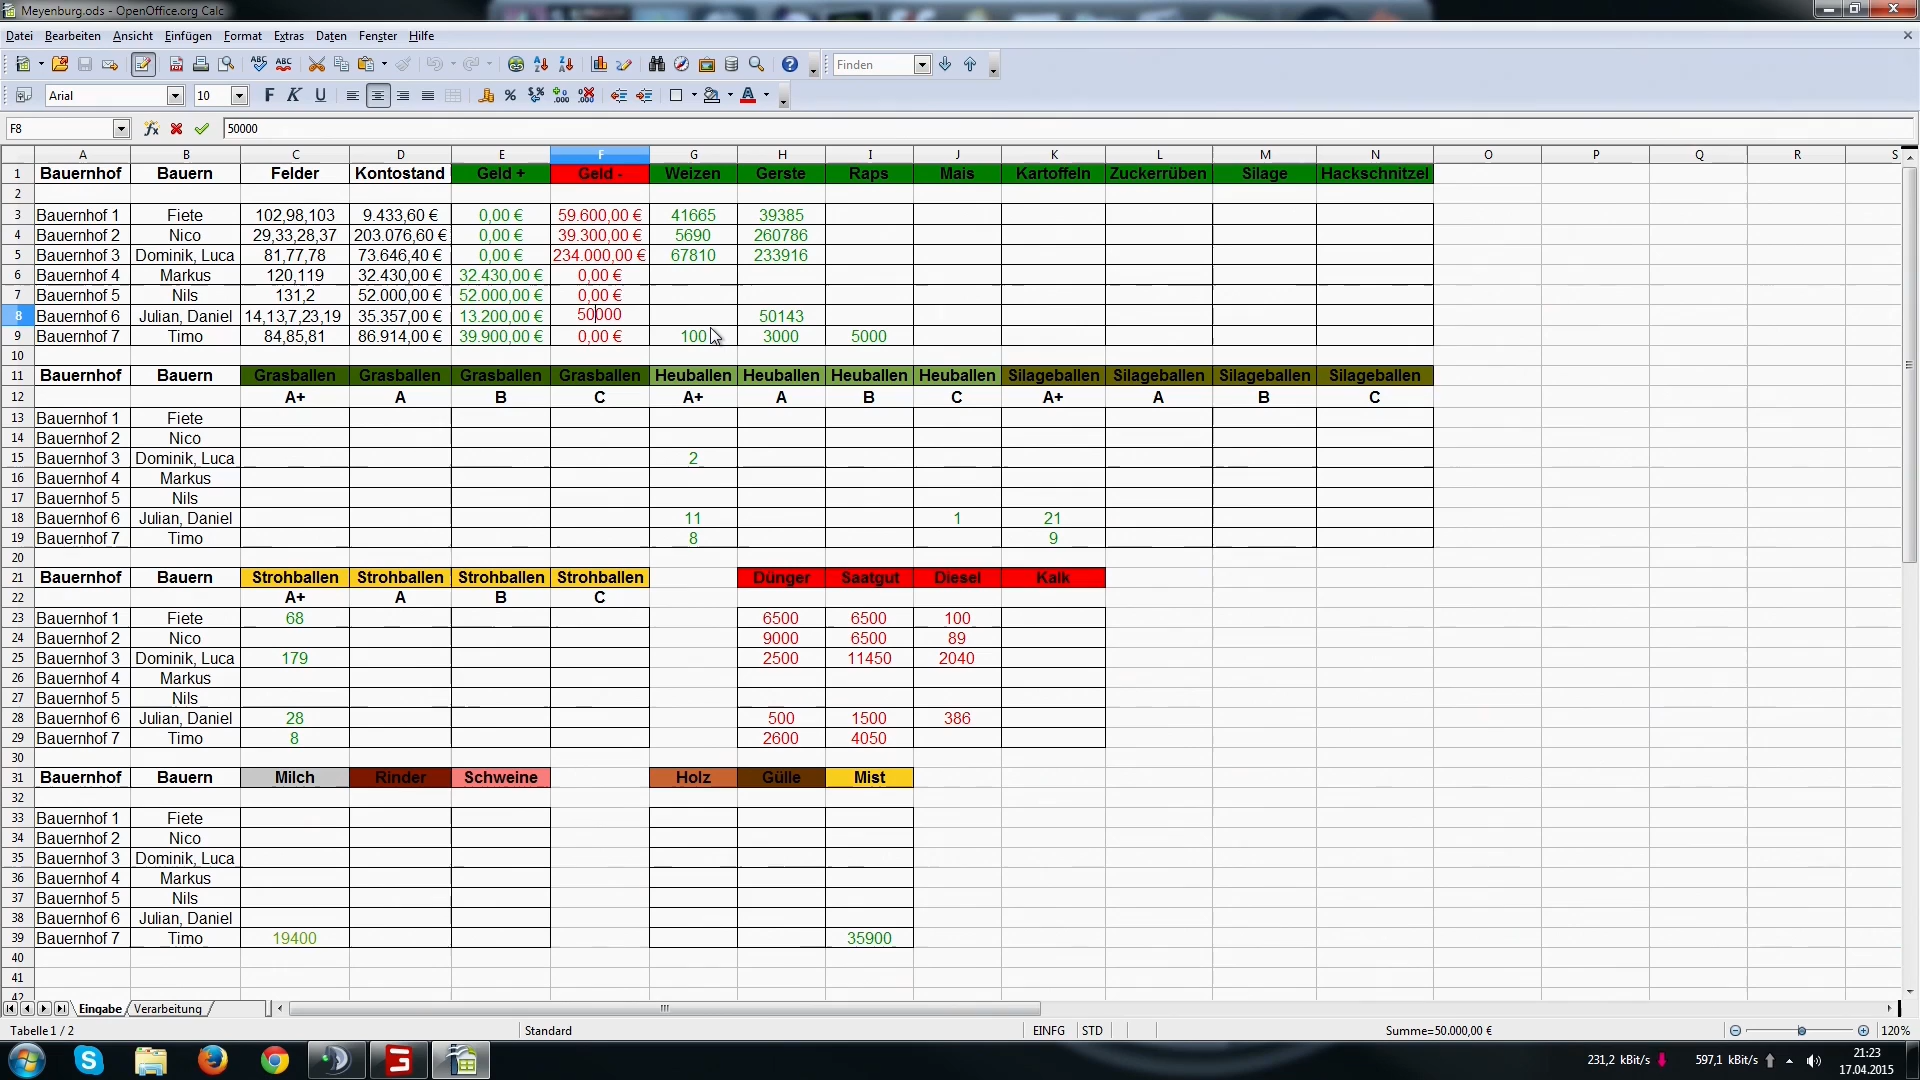 Meyenburg.ods - OpenOffice.org Calc
Datei Bearbeiten Ansicht Einfügen Format Extras Daten Fenster Hilfe
Finden
Arial 10 F K U
F8 50000
A B C D E F G H I J K L M N O P Q R S
1 Bauernhof Bauern Felder Kontostand Geld + Geld - Weizen Gerste Raps Mais Kartoffeln Zuckerrüben Silage Hackschnitzel
2
3 Bauernhof 1 Fiete 102,98,103 9.433,60 € 0,00 € 59.600,00 € 41665 39385
4 Bauernhof 2 Nico 29,33,28,37 203.076,60 € 0,00 € 39.300,00 € 5690 260786
5 Bauernhof 3 Dominik, Luca 81,77,78 73.646,40 € 0,00 € 234.000,00 € 67810 233916
6 Bauernhof 4 Markus 120,119 32.430,00 € 32.430,00 € 0,00 €
7 Bauernhof 5 Nils 131,2 52.000,00 € 52.000,00 € 0,00 €
8 Bauernhof 6 Julian, Daniel 14,13,7,23,19 35.357,00 € 13.200,00 € 50000 50143
9 Bauernhof 7 Timo 84,85,81 86.914,00 € 39.900,00 € 0,00 € 100 3000 5000
10
11 Bauernhof Bauern Grasballen Grasballen Grasballen Grasballen Heuballen Heuballen Heuballen Heuballen Silageballen Silageballen Silageballen Silageballen
12 A+ A B C A+ A B C A+ A B C
13 Bauernhof 1 Fiete
14 Bauernhof 2 Nico
15 Bauernhof 3 Dominik, Luca 2
16 Bauernhof 4 Markus
17 Bauernhof 5 Nils
18 Bauernhof 6 Julian, Daniel 11 1 21
19 Bauernhof 7 Timo 8 9
20
21 Bauernhof Bauern Strohballen Strohballen Strohballen Strohballen Dünger Saatgut Diesel Kalk
22 A+ A B C
23 Bauernhof 1 Fiete 68 6500 6500 100
24 Bauernhof 2 Nico 9000 6500 89
25 Bauernhof 3 Dominik, Luca 179 2500 11450 2040
26 Bauernhof 4 Markus
27 Bauernhof 5 Nils
28 Bauernhof 6 Julian, Daniel 28 500 1500 386
29 Bauernhof 7 Timo 8 2600 4050
30
31 Bauernhof Bauern Milch Rinder Schweine Holz Gülle Mist
32
33 Bauernhof 1 Fiete
34 Bauernhof 2 Nico
35 Bauernhof 3 Dominik, Luca
36 Bauernhof 4 Markus
37 Bauernhof 5 Nils
38 Bauernhof 6 Julian, Daniel
39 Bauernhof 7 Timo 19400 35900
40
41
42
Eingabe Verarbeitung
Tabelle 1 / 2 Standard EINFG STD Summe=50.000,00 € 120%
231,2 kBit/s 597,1 kBit/s 21:23
17.04.2015